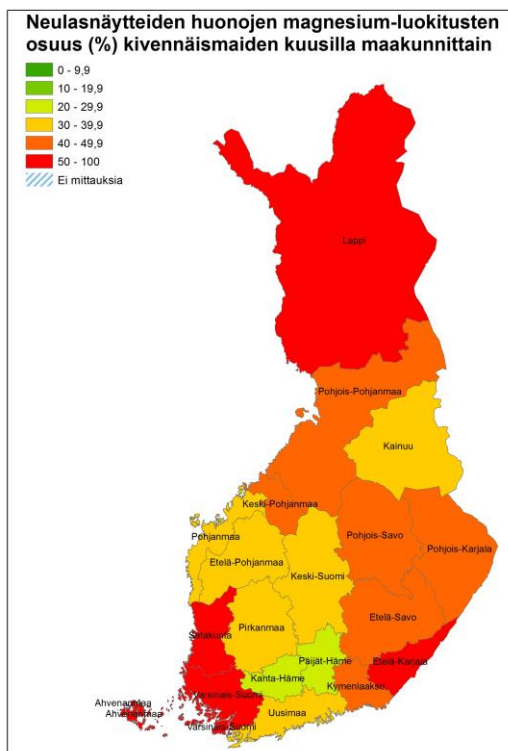 Neulasnäytteiden huonojen magnesium-luokitusten
osuus (%) kivennäismaiden kuusilla maakunnittain
0 - 9,9
10 - 19,9
20 - 29,9
30 - 39,9
40 - 49,9
50 - 100
Ei mittauksia
Lappi
Pohjois-Pohjanmaa
Kainuu
Keski-Pohjanmaa
Pohjanmaa
Pohjois-Savo
Pohjois-Karjala
Etelä-Pohjanmaa
Keski-Suomi
Etelä-Savo
Pirkanmaa
Satakunta
Päijät-Häme
Etelä-Karjala
Kanta-Häme
Kymenlaakso
Varsinais-Suomi
Ahvenanmaa
Ahvenanmaa
Uusimaa
Varsinais-Suomi